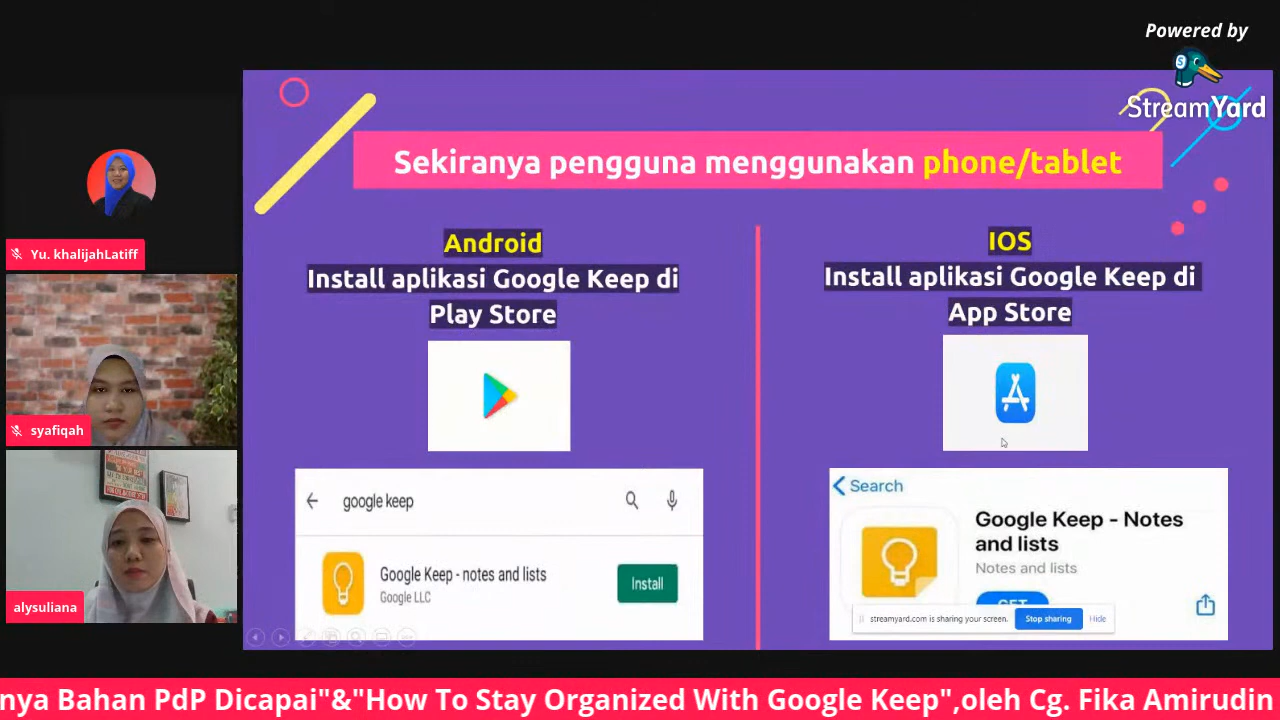 Powered by
StreamYard
Sekiranya pengguna menggunakan phone/tablet
Android
Install aplikasi Google Keep di
Play Store
IOS
Install aplikasi Google Keep di
App Store
Yu. khalijahLatiff
syafiqah
alysuliana
google keep
Google Keep - notes and lists
Google LLC
Install
Search
Google Keep - Notes
and lists
Notes and lists
GET
streamyard.com is sharing your screen.
Stop sharing
Hide
nya Bahan PdP Dicapai"&"How To Stay Organized With Google Keep",oleh Cg. Fika Amirudin